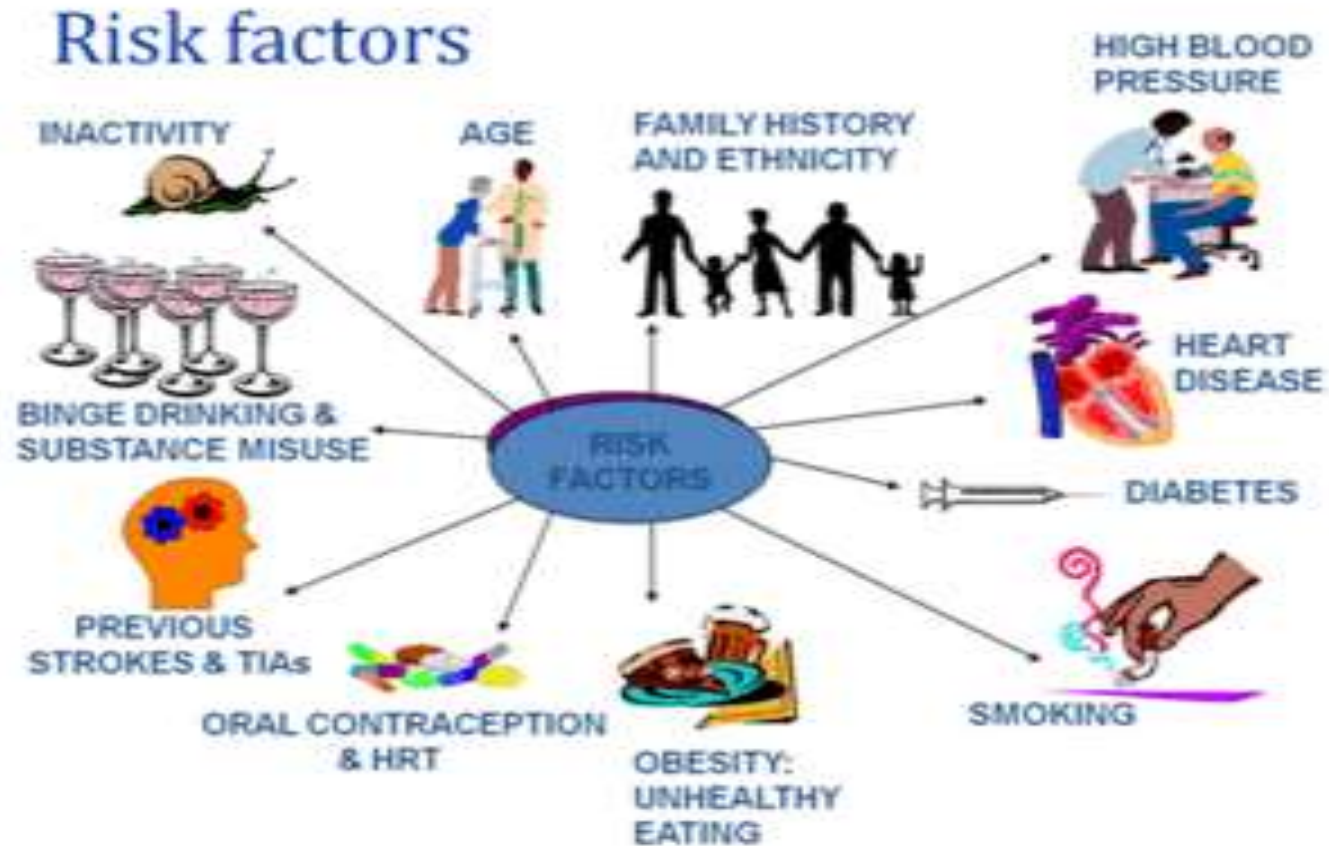 Risk factors
INACTIVITY
AGE
FAMILY HISTORY
AND ETHNICITY
HIGH BLOOD
PRESSURE
HEART
DISEASE
BINGE DRINKING &
SUBSTANCE MISUSE
RISK
FACTORS
DIABETES
PREVIOUS
STROKES & TIAs
ORAL CONTRACEPTION
& HRT
SMOKING
OBESITY:
UNHEALTHY
EATING